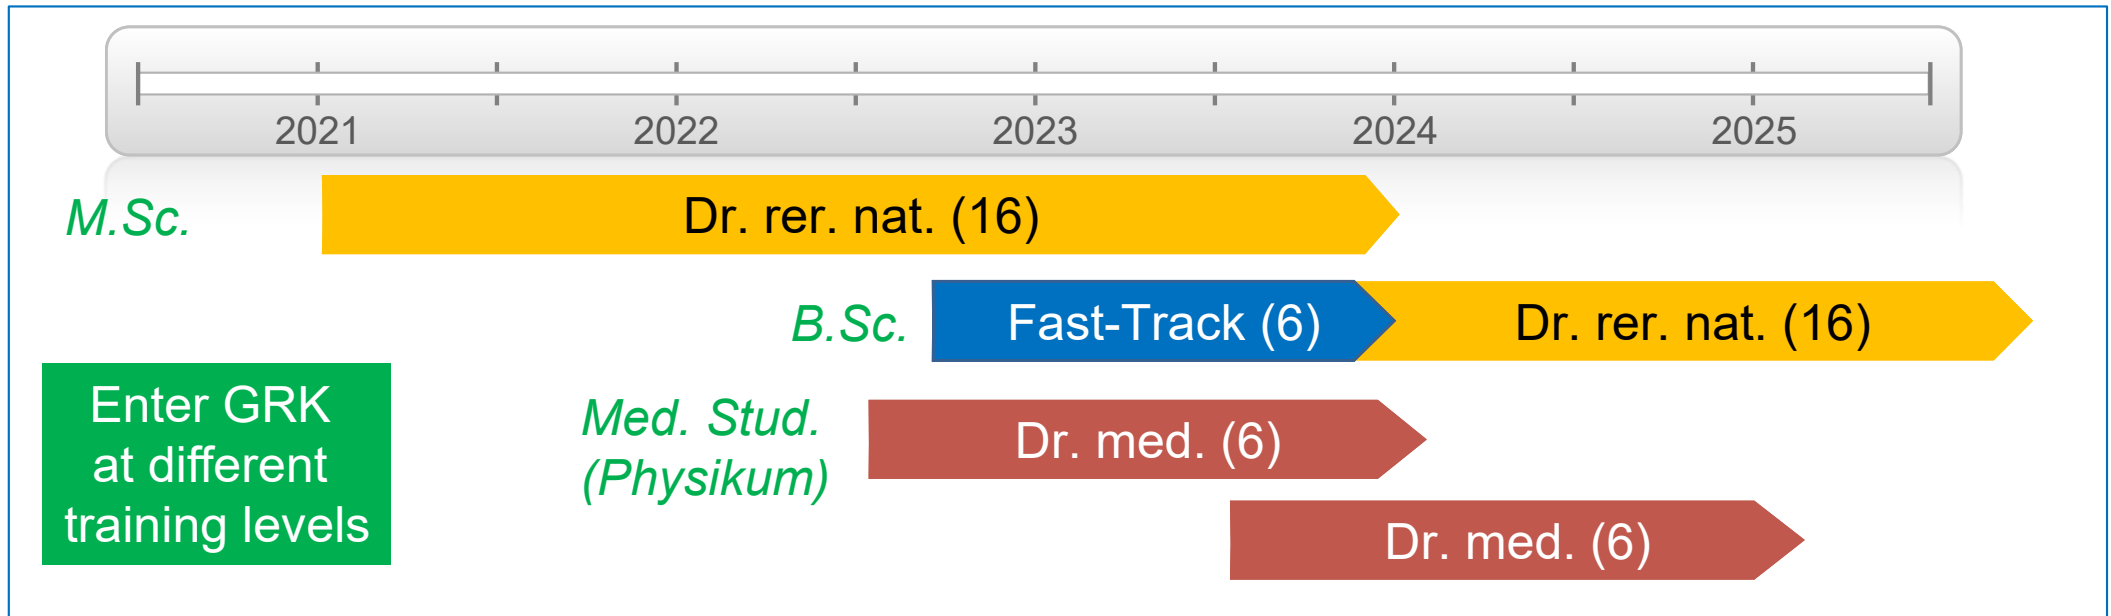 2021
2022
2023
2024
2025
M.Sc.
Dr. rer. nat. (16)
B.Sc.
Fast-Track (6)
Dr. rer. nat. (16)
Enter GRK
at different
training levels
Med. Stud.
(Physikum)
Dr. med. (6)
Dr. med. (6)